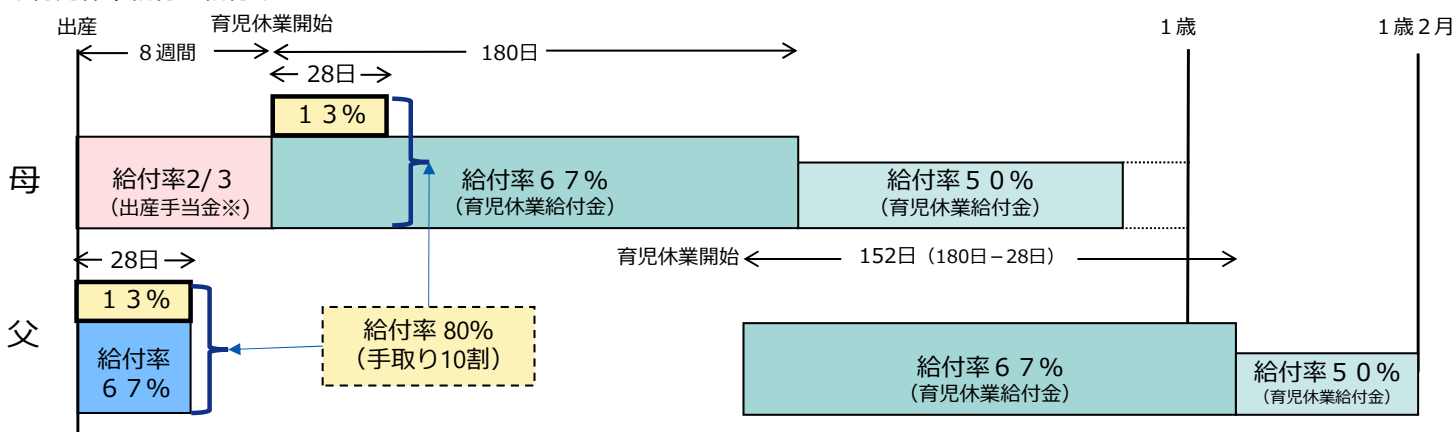 出産
育児休業開始
1歳
1歳2月
8週間
180日
28日
13%
母
給付率2/3
（出産手当金※）
給付率67%
（育児休業給付金）
給付率50%
（育児休業給付金）
28日
育児休業開始
152日（180日－28日）
13%
父
給付率
67%
給付率 80%
（手取り10割）
給付率67%
（育児休業給付金）
給付率50%
（育児休業給付金）